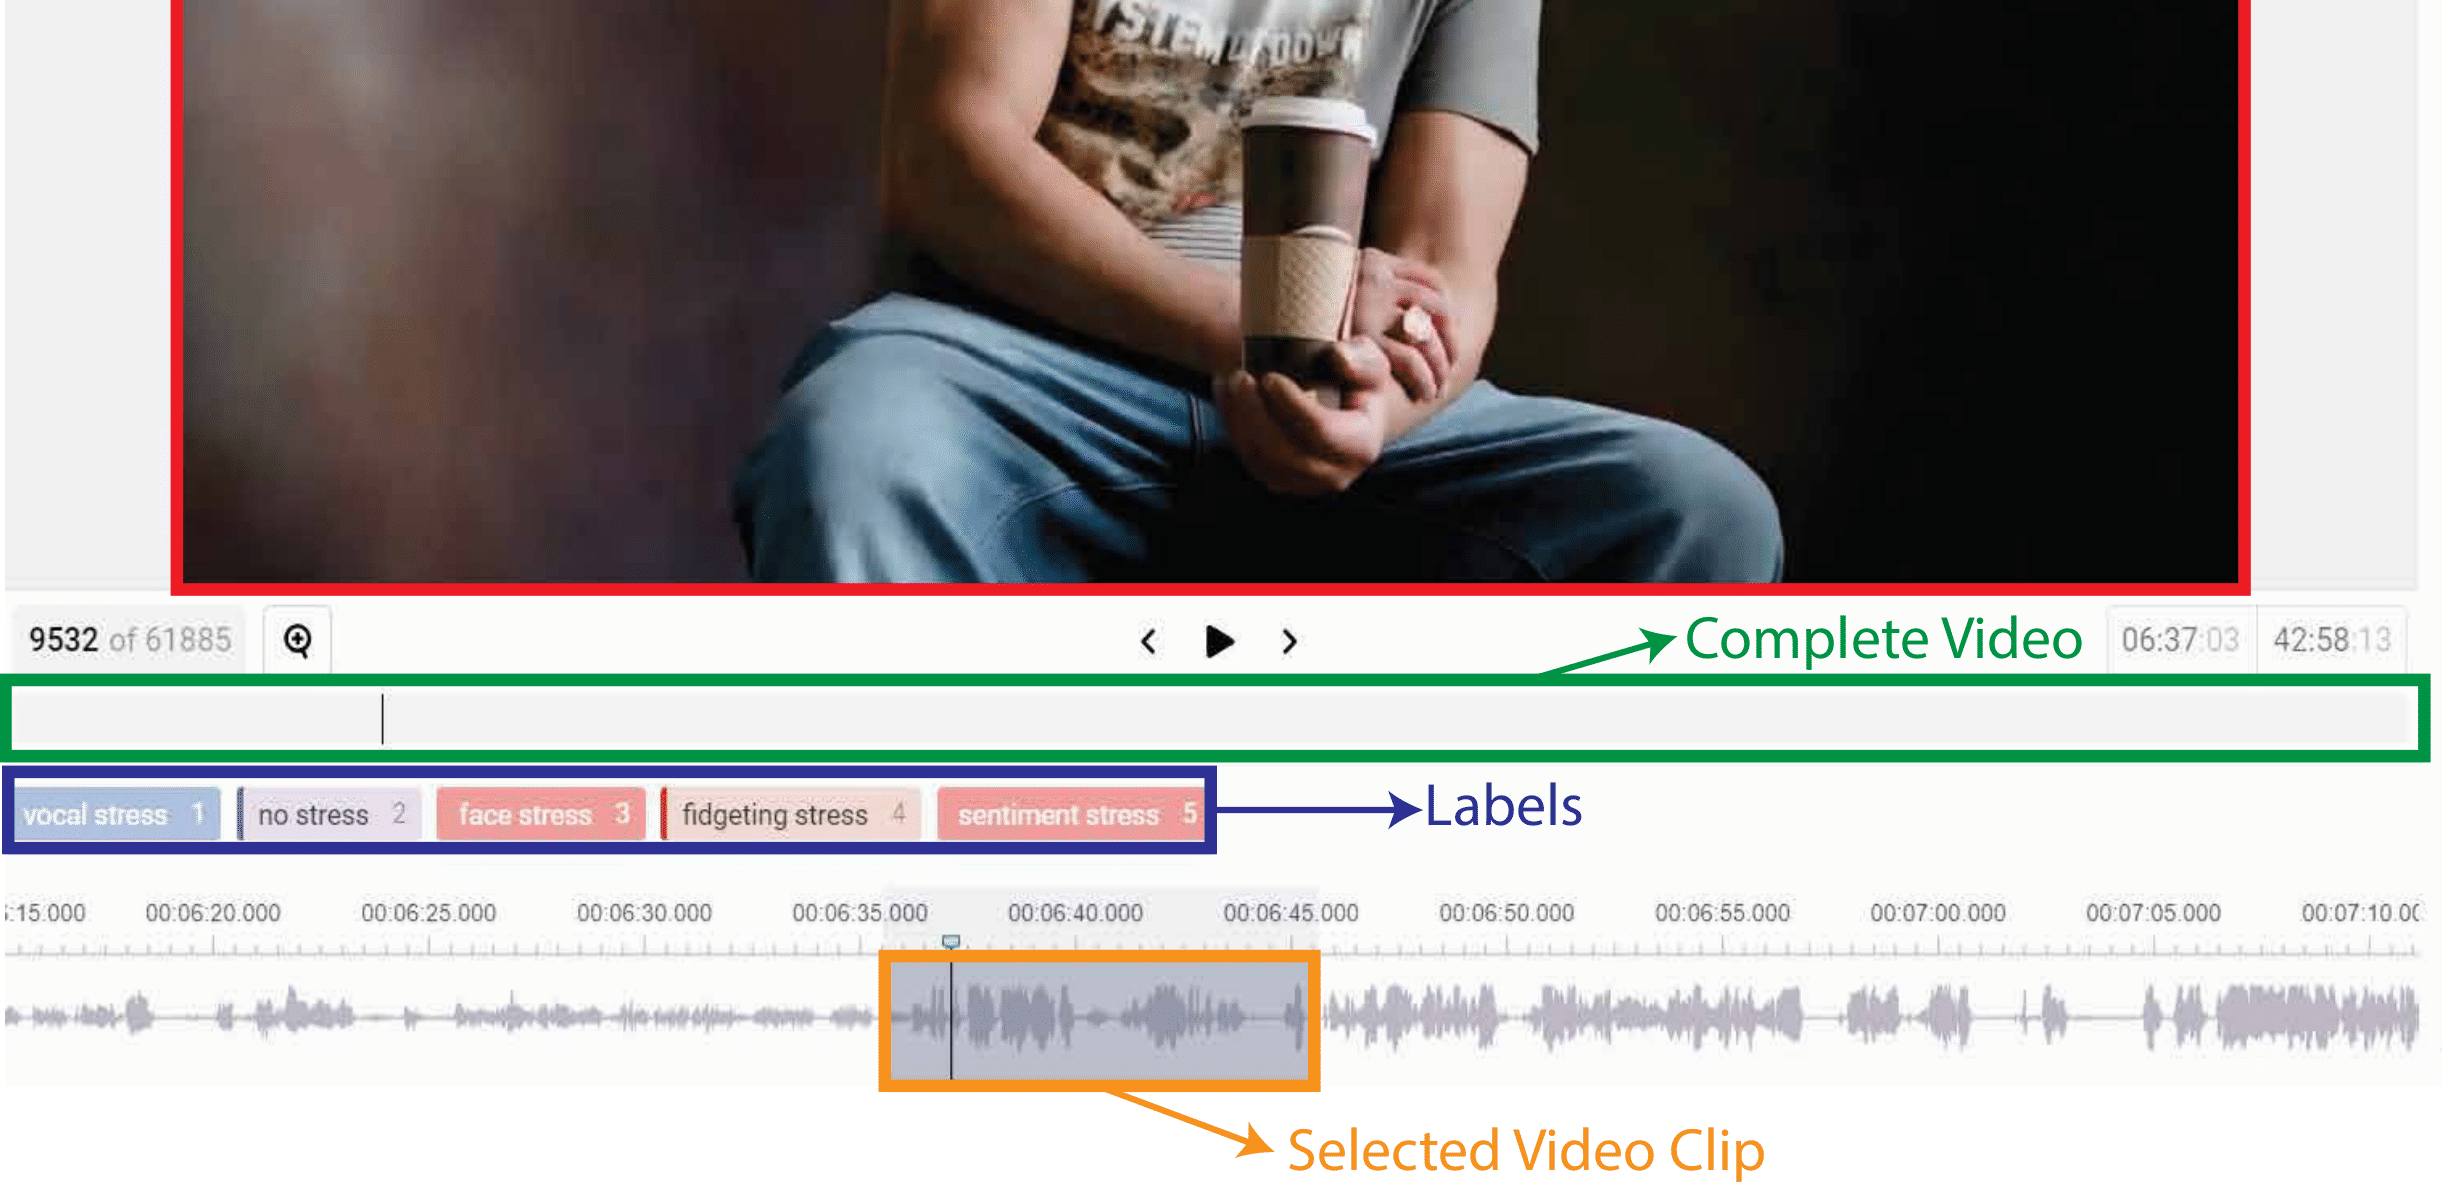 SYSTEM OF A DOWN
9532 of 61885
Complete Video
06:37:03
42:58:13
vocal stress 1
no stress 2
face stress 3
fidgeting stress 4
sentiment stress 5
Labels
:15.000 00:06:20.000 00:06:25.000 00:06:30.000 00:06:35.000 00:06:40.000 00:06:45.000 00:06:50.000 00:06:55.000 00:07:00.000 00:07:05.000 00:07:10.0
Selected Video Clip